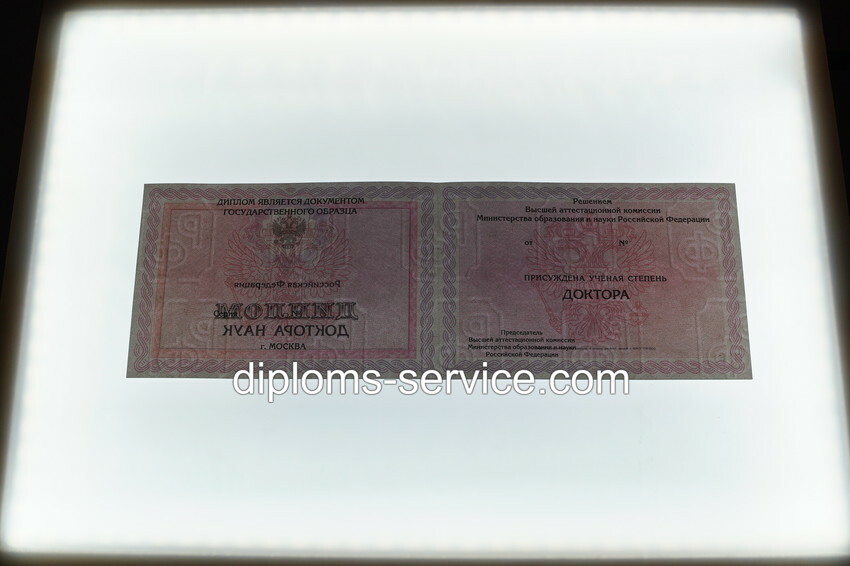 ДИПЛОМ ЯВЛЯЕТСЯ ДОКУМЕНТОМ
ГОСУДАРСТВЕННОГО ОБРАЗЦА
Российская Федерация
Серия
ДИПЛОМ
ДОКТОРА НАУК
г. МОСКВА
Решением
Высшей аттестационной комиссии
Министерства образования и науки Российской Федерации
от №
ПРИСУЖДЕНА УЧЕНАЯ СТЕПЕНЬ
ДОКТОРА
Председатель
Высшей аттестационной комиссии
Министерства образования и науки
Российской Федерации
diploms-service.com